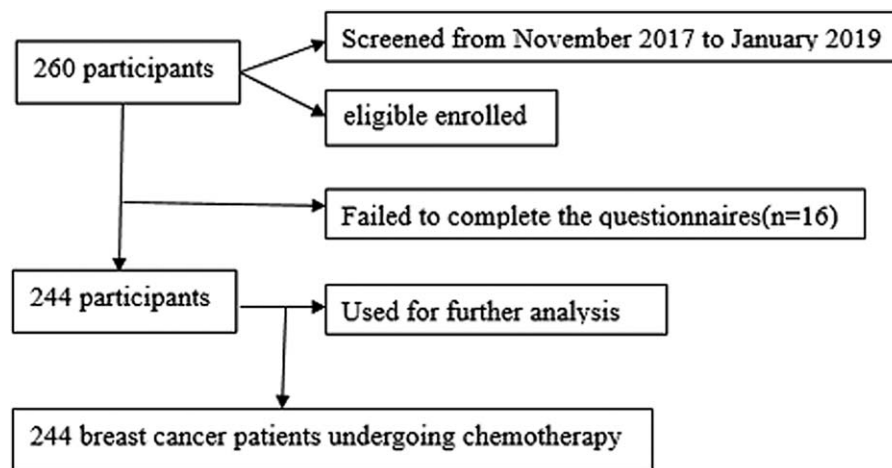 Screened from November 2017 to January 2019
260 participants
eligible enrolled
Failed to complete the questionnaires(n=16)
244 participants
Used for further analysis
244 breast cancer patients undergoing chemotherapy